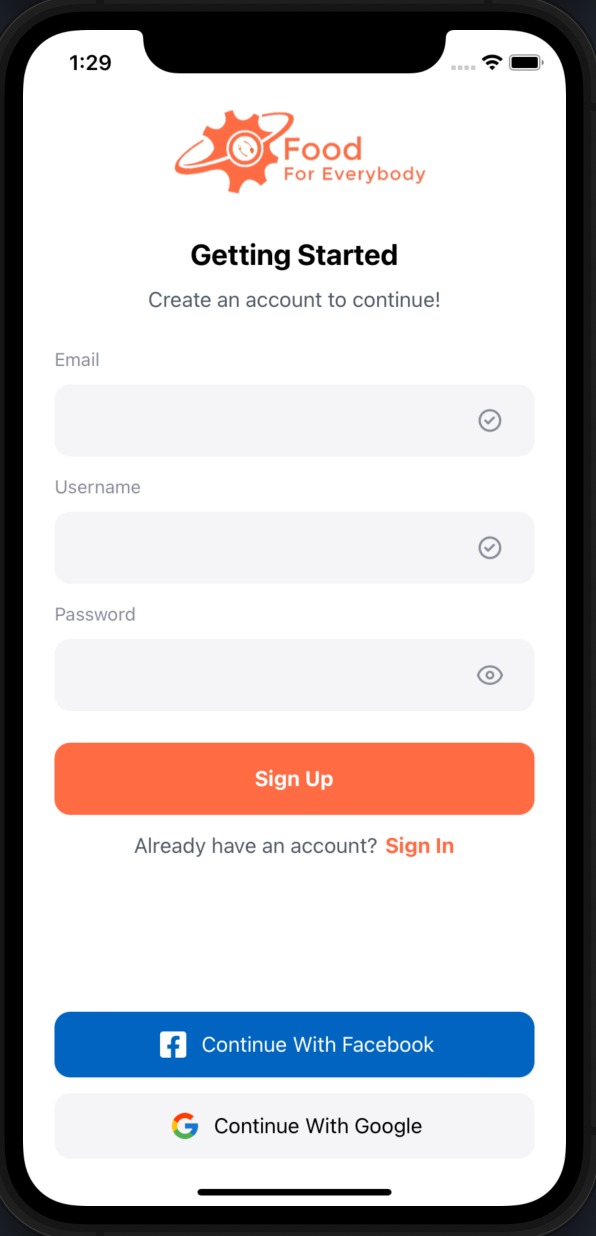 1:29
Food
For Everybody
Getting Started
Create an account to continue!
Email
Username
Password
Sign Up
Already have an account? Sign In
Continue With Facebook
Continue With Google